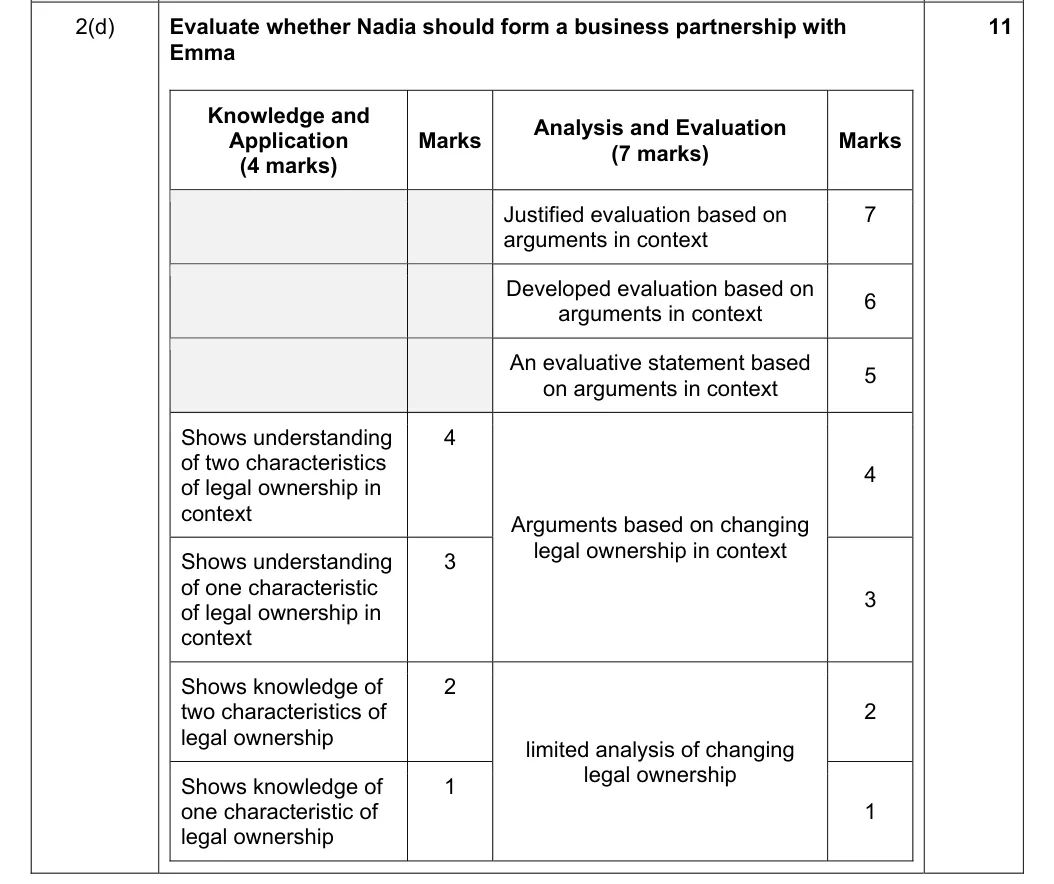 2(d)
Evaluate whether Nadia should form a business partnership with
Emma
11
Knowledge and
Application
(4 marks)
Marks
Analysis and Evaluation
(7 marks)
Marks
Justified evaluation based on
arguments in context
7
Developed evaluation based on
arguments in context
6
An evaluative statement based
on arguments in context
5
Shows understanding
of two characteristics
of legal ownership in
context
4
Arguments based on changing
legal ownership in context
4
Shows understanding
of one characteristic
of legal ownership in
context
3
3
Shows knowledge of
two characteristics of
legal ownership
2
limited analysis of changing
legal ownership
2
Shows knowledge of
one characteristic of
legal ownership
1
1